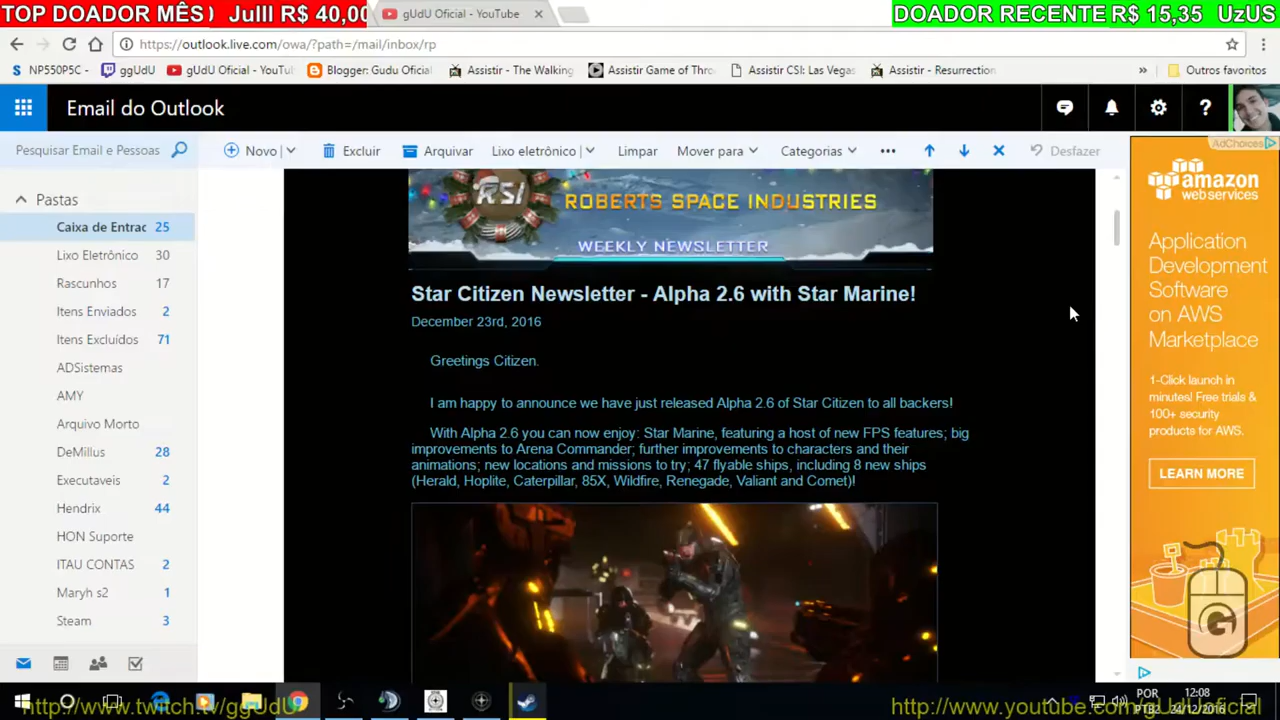 TOP DOADOR MÊS ) JulII R$ 40,00
gUdU Oficial - YouTube
DOADOR RECENTE R$ 15,35 UzUS
https://outlook.live.com/owa/?path=/mail/inbox/rp
NP550P5C -
ggUdU
gUdU Oficial - YouTu
Blogger: Gudu Oficial
Assistir - The Walking
Assistir Game of Thro
Assistir CSI: Las Vegas
Assistir - Resurrection
»
Outros favoritos
Email do Outlook
?
AdChoices
Pesquisar Email e Pessoas
Novo
Excluir
Arquivar
Lixo eletrônico
Limpar
Mover para
Categorias
Desfazer
Pastas
Caixa de Entrac 25
Lixo Eletrônico 30
Rascunhos 17
Itens Enviados 2
Itens Excluídos 71
ADSistemas
AMY
Arquivo Morto
DeMillus 28
Executaveis 2
Hendrix 44
HON Suporte
ITAU CONTAS 2
Maryh s2 1
Steam 3
RSI
ROBERTS SPACE INDUSTRIES
WEEKLY NEWSLETTER
Star Citizen Newsletter - Alpha 2.6 with Star Marine!
December 23rd, 2016
Greetings Citizen.
I am happy to announce we have just released Alpha 2.6 of Star Citizen to all backers!
With Alpha 2.6 you can now enjoy: Star Marine, featuring a host of new FPS features; big
improvements to Arena Commander; further improvements to characters and their
animations; new locations and missions to try; 47 flyable ships, including 8 new ships
(Herald, Hoplite, Caterpillar, 85X, Wildfire, Renegade, Valiant and Comet)!
amazon
web services
Application
Development
Software
on AWS
Marketplace
1-Click launch in
minutes! Free trials &
100+ security
products for AWS.
LEARN MORE
G
POR
PTB2
12:08
24/12/2016
http://www.twitch.tv/ggUdU
http://www.youtube.com/gUdUoficial